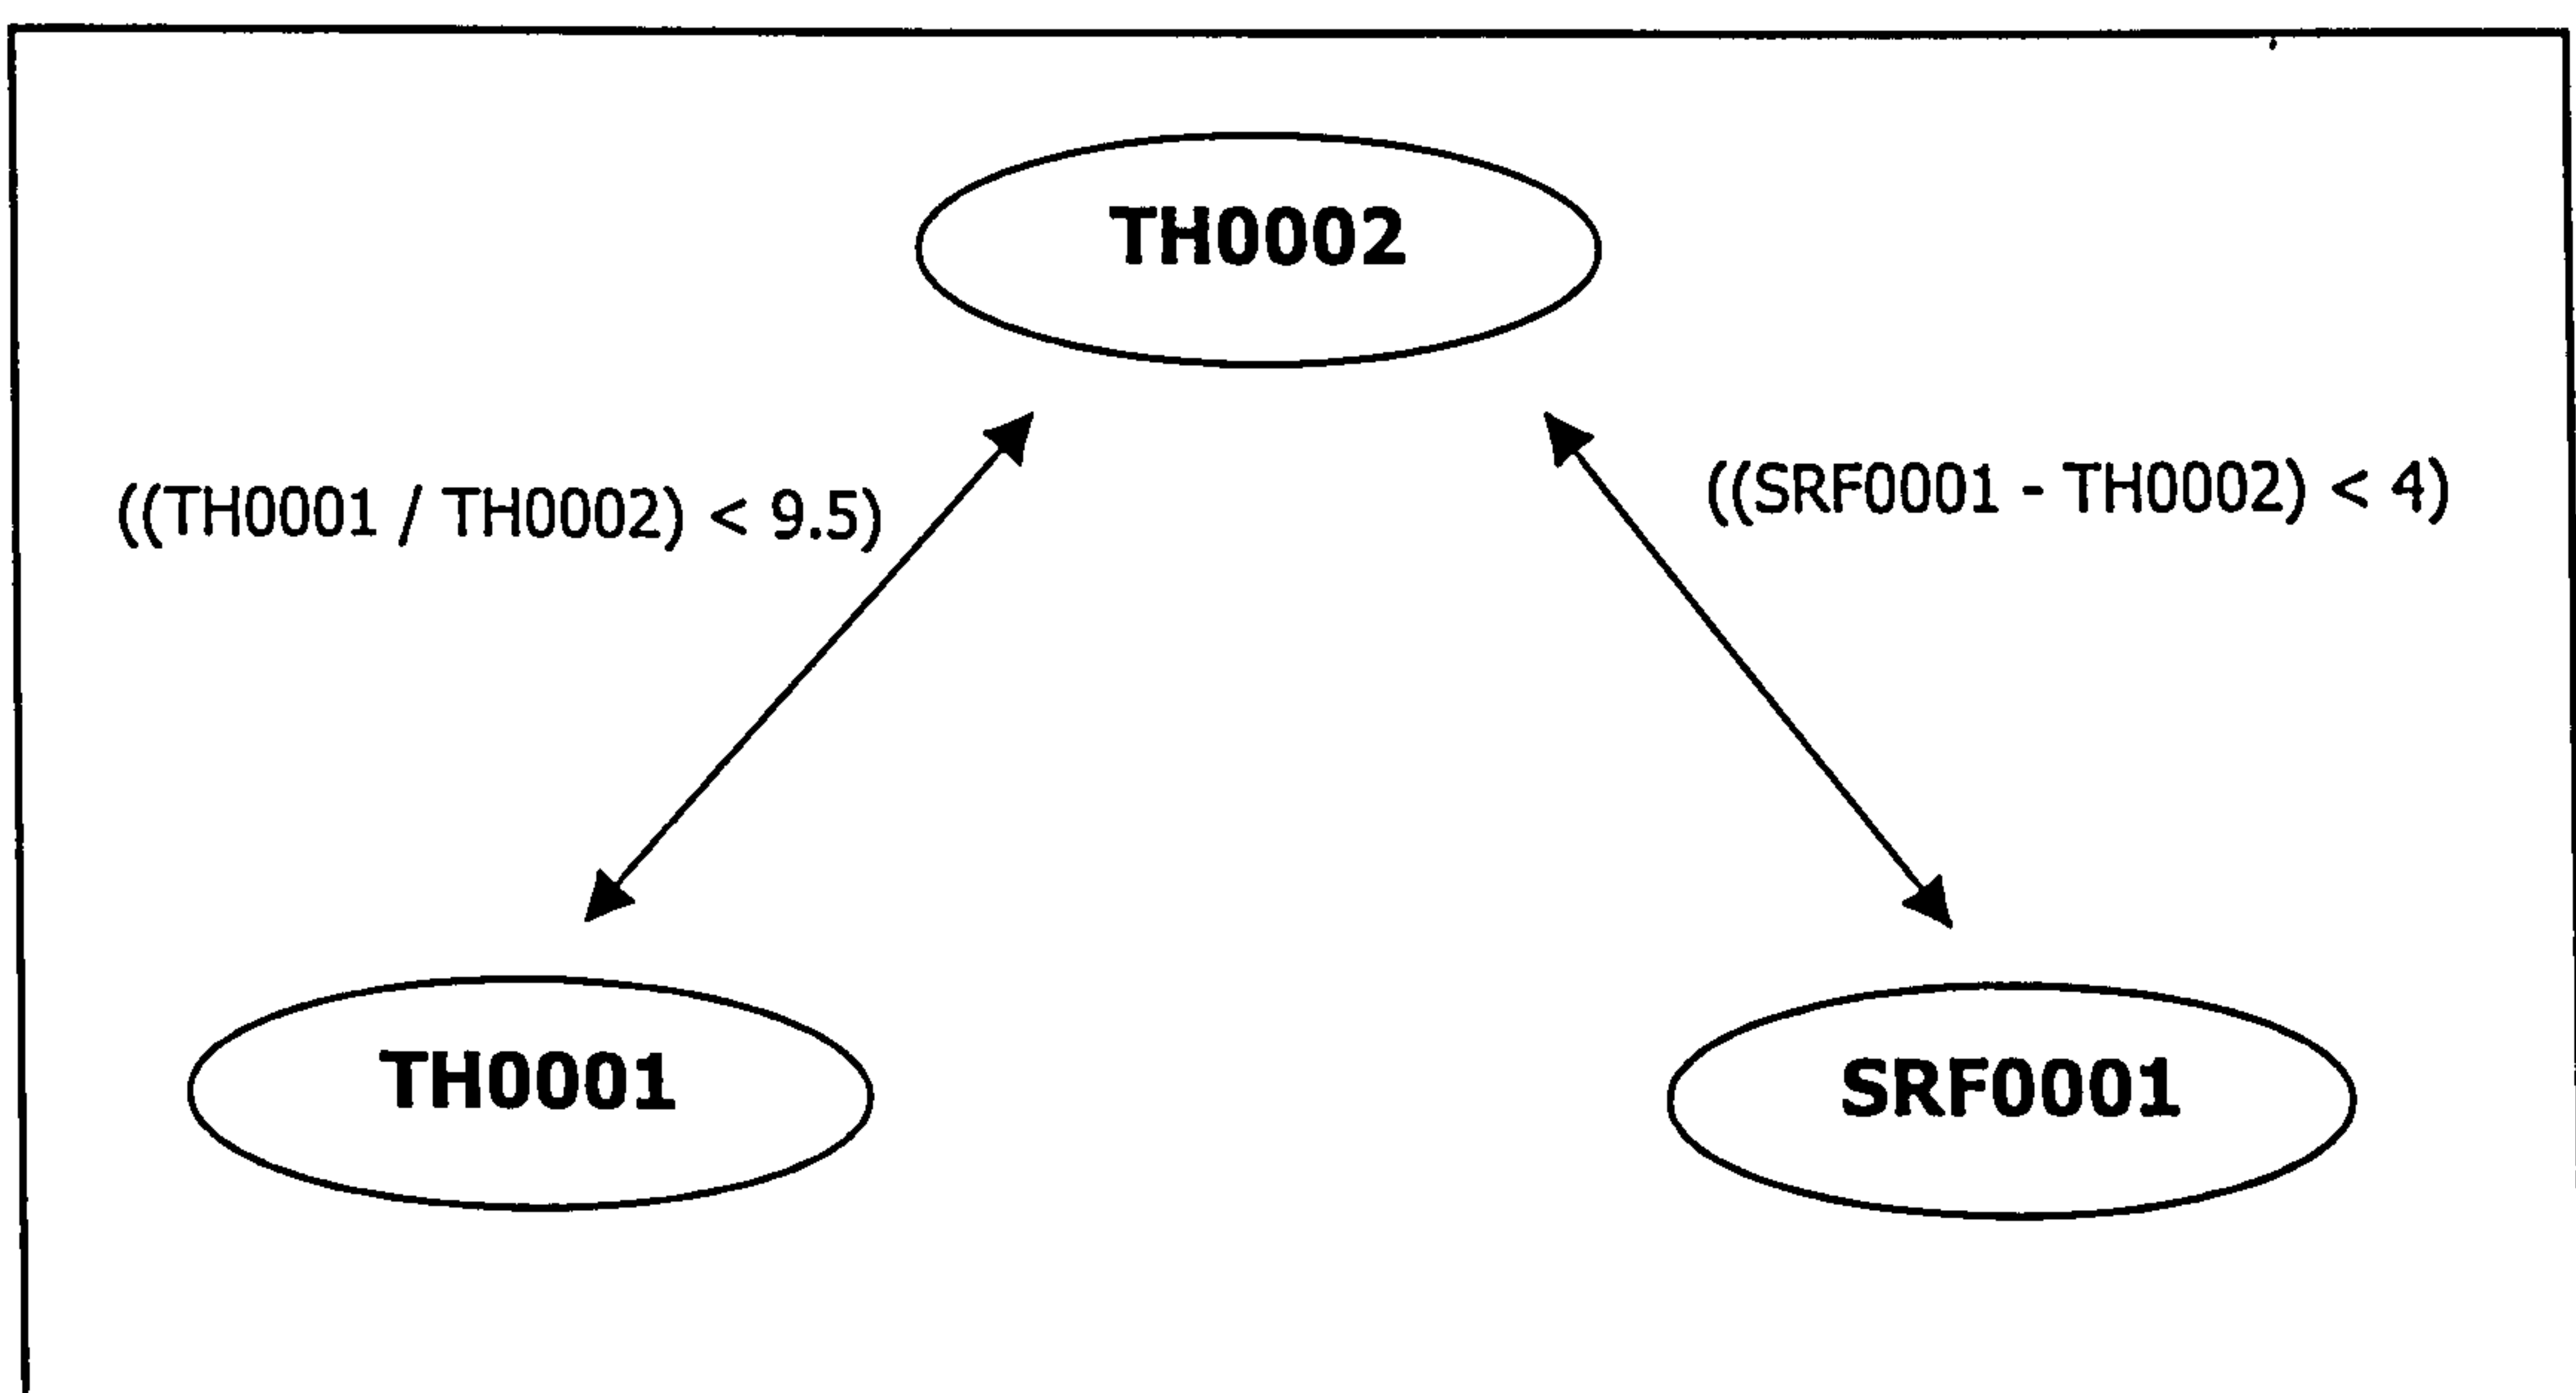 TH0002
((TH0001 / TH0002) < 9.5)
((SRF0001 - TH0002) < 4)
TH0001
SRF0001